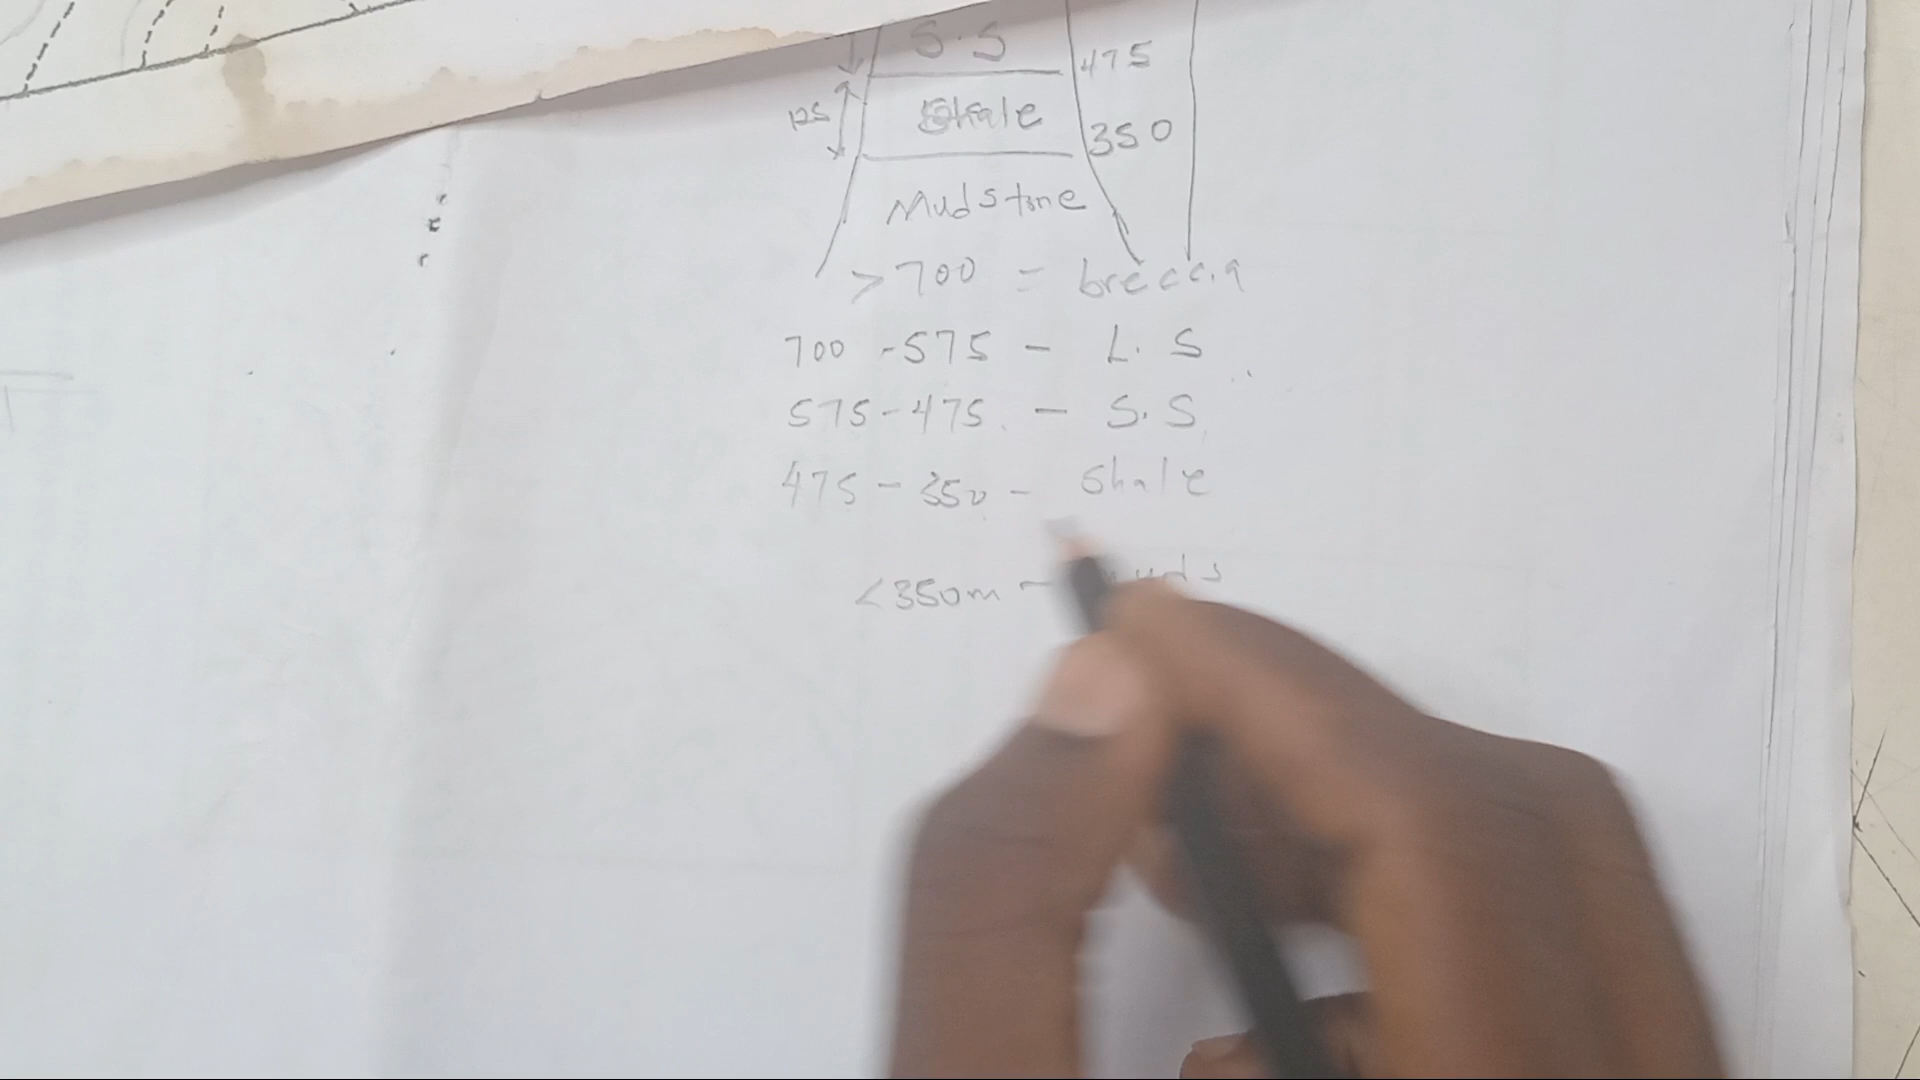 S.S 475
125 Shale 350
Mudstone
>700 = breccia
700 - 575 - L.S
575 - 475 - S.S
475 - 350 - Shale
<350m -